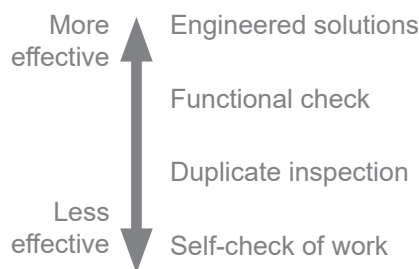 More
effective
Engineered solutions
Functional check
Duplicate inspection
Less
effective
Self-check of work